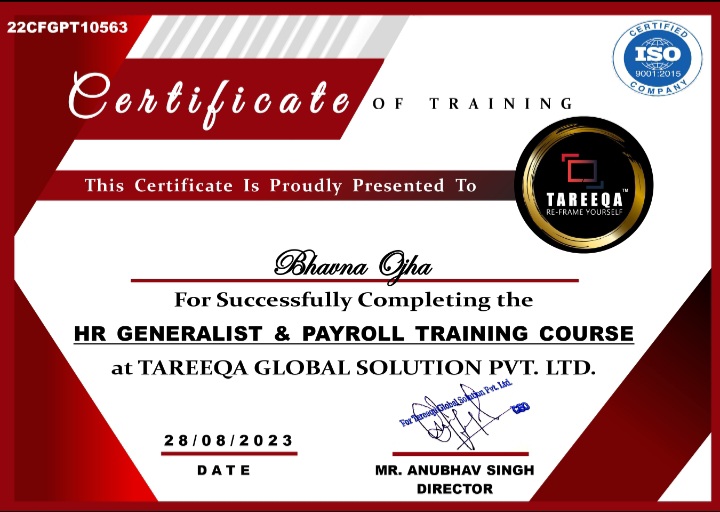 22CFGPT10563
CERTIFIED
ISO
9001:2015
COMPANY
Certificate OF TRAINING
This Certificate Is Proudly Presented To
TAREEQA™
RE-FRAME YOURSELF
Bhavna Ojha
For Successfully Completing the
HR GENERALIST & PAYROLL TRAINING COURSE
at TAREEQA GLOBAL SOLUTION PVT. LTD.
For Tareeqa Global Solution Pvt. Ltd.
CEO
28/08/2023
DATE
MR. ANUBHAV SINGH
DIRECTOR